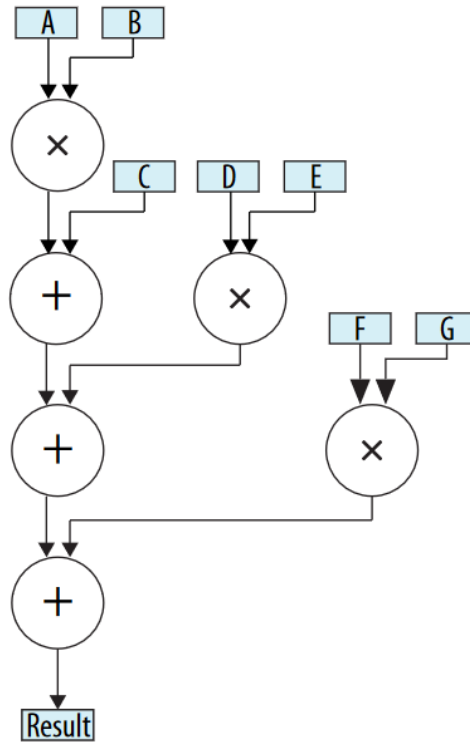 A B
×
C D E
+ ×
F G
+ ×
+
Result